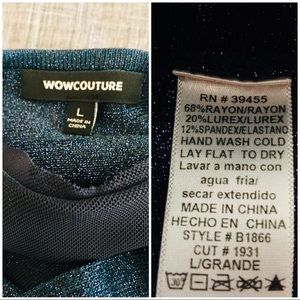 WOWCOUTURE
L
MADE IN
CHINA
RN # 39455
68%RAYON/RAYON
20%LUREX/LUREX
12%SPANDEX/ELASTANO
HAND WASH COLD
LAY FLAT TO DRY
Lavar a mano con
agua fria/
secar extendido
MADE IN CHINA
HECHO EN CHINA
STYLE # B1866
CUT # 1931
L/GRANDE
30